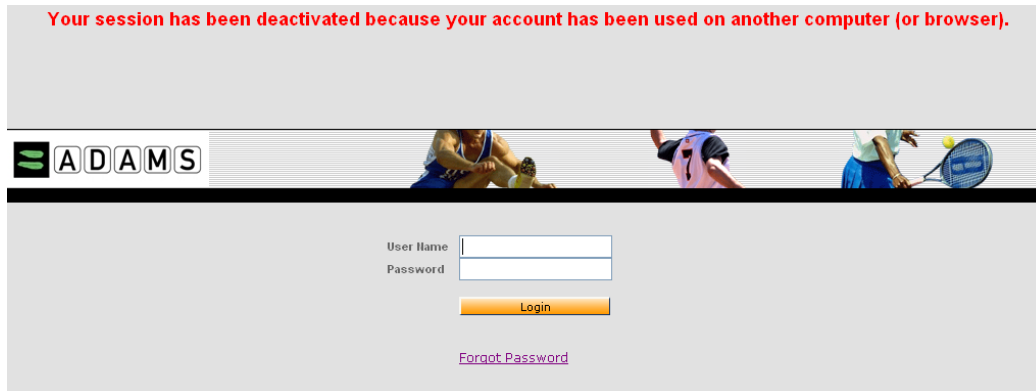 Your session has been deactivated because your account has been used on another computer (or browser).
ADAMS
User Name
Password
Login
Forgot Password